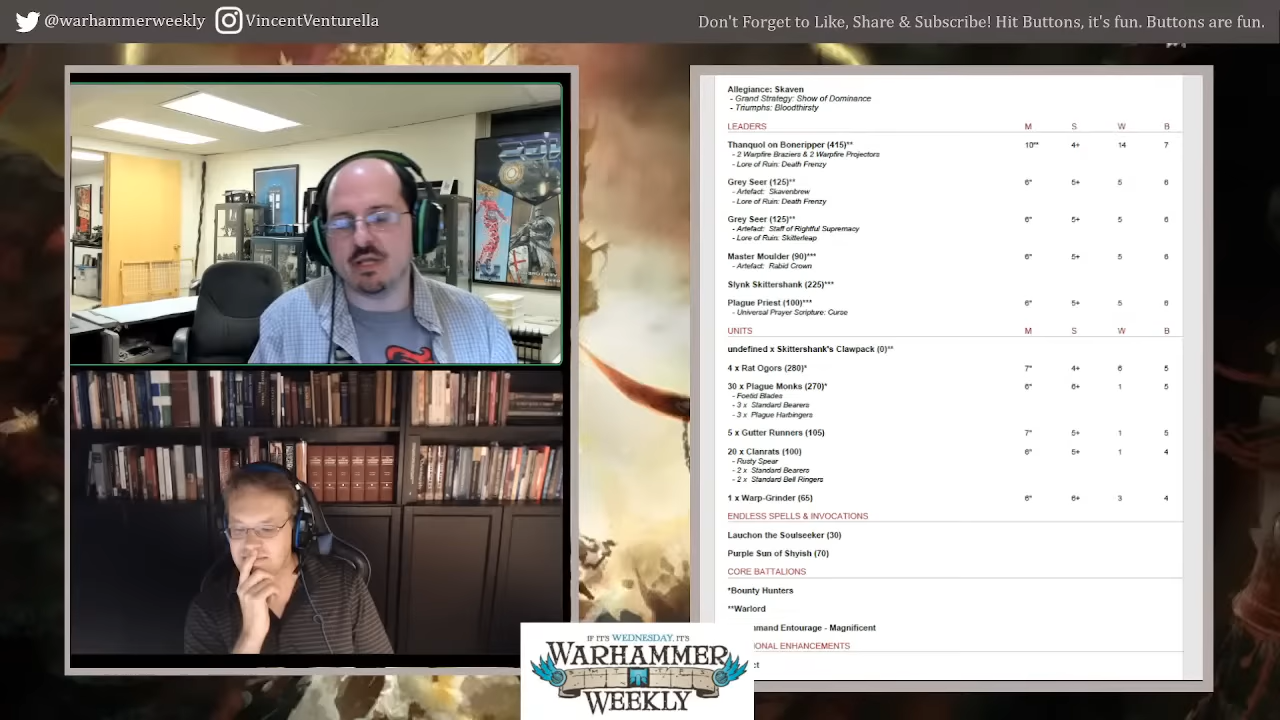 @warhammerweekly
@VinceVenturella
Don't forget to Like, Share & Subscribe! Hit Buttons, it's fun. Buttons are fun.
Allegiance: Skaven
- Grand Strategy: Show of Dominance
- Triumphs: Bloodthirsty
LEADERS M S W B
Thanquol on Boneripper (415)** 10** 4+ 14 7
- 2 Warpfire Braziers & 2 Warpfire Projectors
- Lore of Ruin: Death Frenzy
Grey Seer (125)** 6" 5+ 5 6
- Artefact: Skavenbrew
- Lore of Ruin: Death Frenzy
Grey Seer (125)** 6" 5+ 5 6
- Artefact: Staff of Rightful Supremacy
- Lore of Ruin: Skitterleap
Master Moulder (90)*** 6" 5+ 5 6
- Artefact: Rabid Crown
Slynk Skittershank (225)***
Plague Priest (100)*** 6" 5+ 5 6
- Universal Prayer Scripture: Curse
UNITS M S W B
undefined x Skittershank's Clawpack (0)**
4 x Rat Ogors (280)* 7" 4+ 6 5
30 x Plague Monks (270)* 6" 6+ 1 5
- Foetid Blades
- 3 x Standard Bearers
- 3 x Plague Harbingers
5 x Gutter Runners (105) 7" 5+ 1 5
20 x Clanrats (100) 6" 5+ 1 4
- Rusty Spear
- 2 x Standard Bearers
- 2 x Standard Bell Ringers
1 x Warp-Grinder (65) 6" 6+ 3 4
ENDLESS SPELLS & INVOCATIONS
Lauchon the Soulseeker (30)
Purple Sun of Shyish (70)
CORE BATTALIONS
*Bounty Hunters
**Warlord
mmand Entourage - Magnificent
IONAL ENHANCEMENTS
ct
IF IT'S WEDNESDAY, IT'S
WARHAMMER
WEEKLY